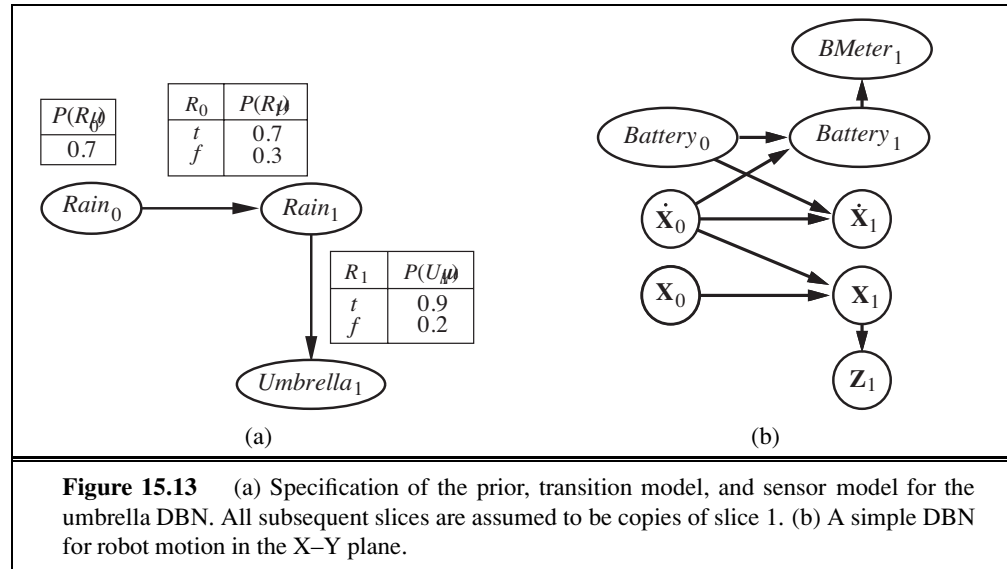 P(R0)
0.7
R0 P(R1)
t 0.7
f 0.3
Rain0
Rain1
R1 P(U1)
t 0.9
f 0.2
Umbrella1
(a)
BMeter1
Battery0
Battery1
Ẋ0
Ẋ1
X0
X1
Z1
(b)
Figure 15.13 (a) Specification of the prior, transition model, and sensor model for the
umbrella DBN. All subsequent slices are assumed to be copies of slice 1. (b) A simple DBN
for robot motion in the X–Y plane.